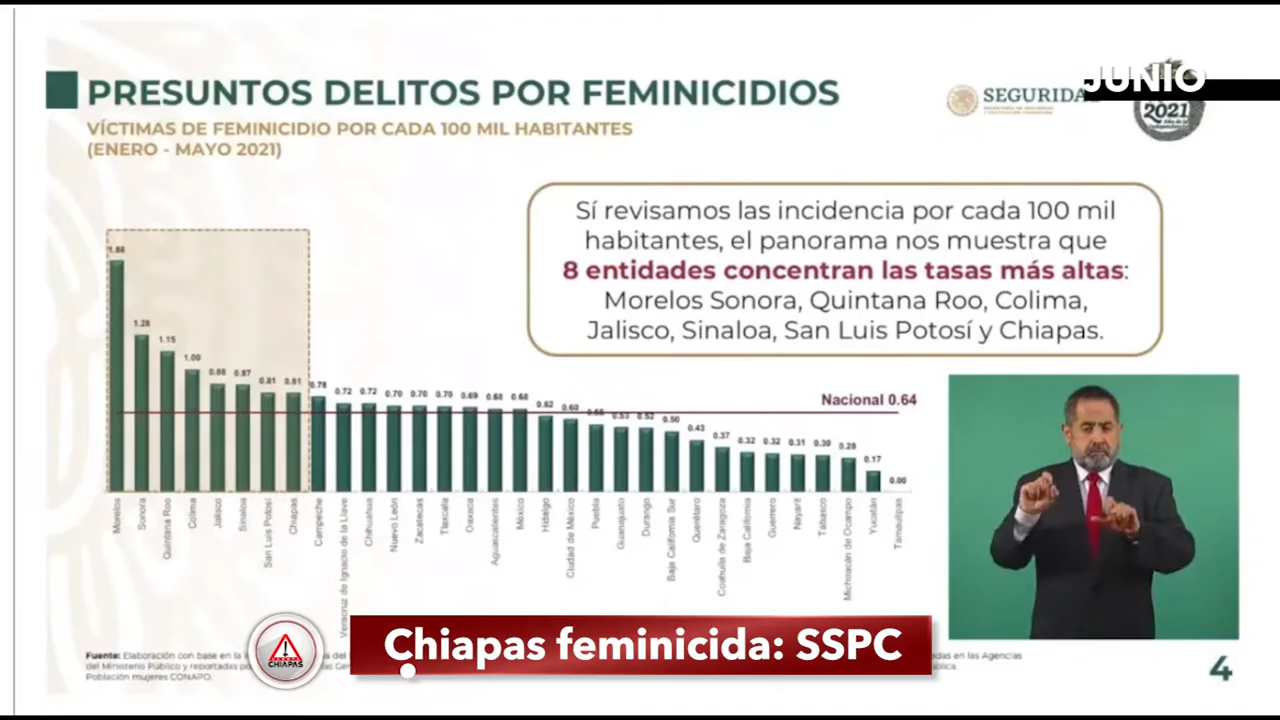 PRESUNTOS DELITOS POR FEMINICIDIOS
VÍCTIMAS DE FEMINICIDIO POR CADA 100 MIL HABITANTES
(ENERO - MAYO 2021)
SEGURIDA
JUNIO
2021
Sí revisamos las incidencia por cada 100 mil
habitantes, el panorama nos muestra que
8 entidades concentran las tasas más altas:
Morelos Sonora, Quintana Roo, Colima,
Jalisco, Sinaloa, San Luis Potosí y Chiapas.
1.88
1.28
1.15
1.00
0.88
0.87
0.81
0.81
0.78
0.72
0.72
0.70
0.70
0.70
0.69
0.68
0.68
0.62
0.60
0.55
0.53
0.52
0.50
0.43
0.37
0.32
0.32
0.31
0.30
0.28
0.17
0.00
Nacional 0.64
Morelos
Sonora
Quintana Roo
Colima
Jalisco
Sinaloa
San Luis Potosí
Chiapas
Campeche
Veracruz de Ignacio de la Llave
Chihuahua
Nuevo León
Zacatecas
Tlaxcala
Oaxaca
Aguascalientes
México
Hidalgo
Ciudad de México
Puebla
Guanajuato
Durango
Baja California Sur
Querétaro
Coahuila de Zaragoza
Baja California
Guerrero
Nayarit
Tabasco
Michoacán de Ocampo
Yucatán
Tamaulipas
CHIAPAS
Chiapas feminicida: SSPC
Fuente: Elaboración con base en la
del Ministerio Público y reportadas
Población mujeres CONAPO.
en las Agencias
4